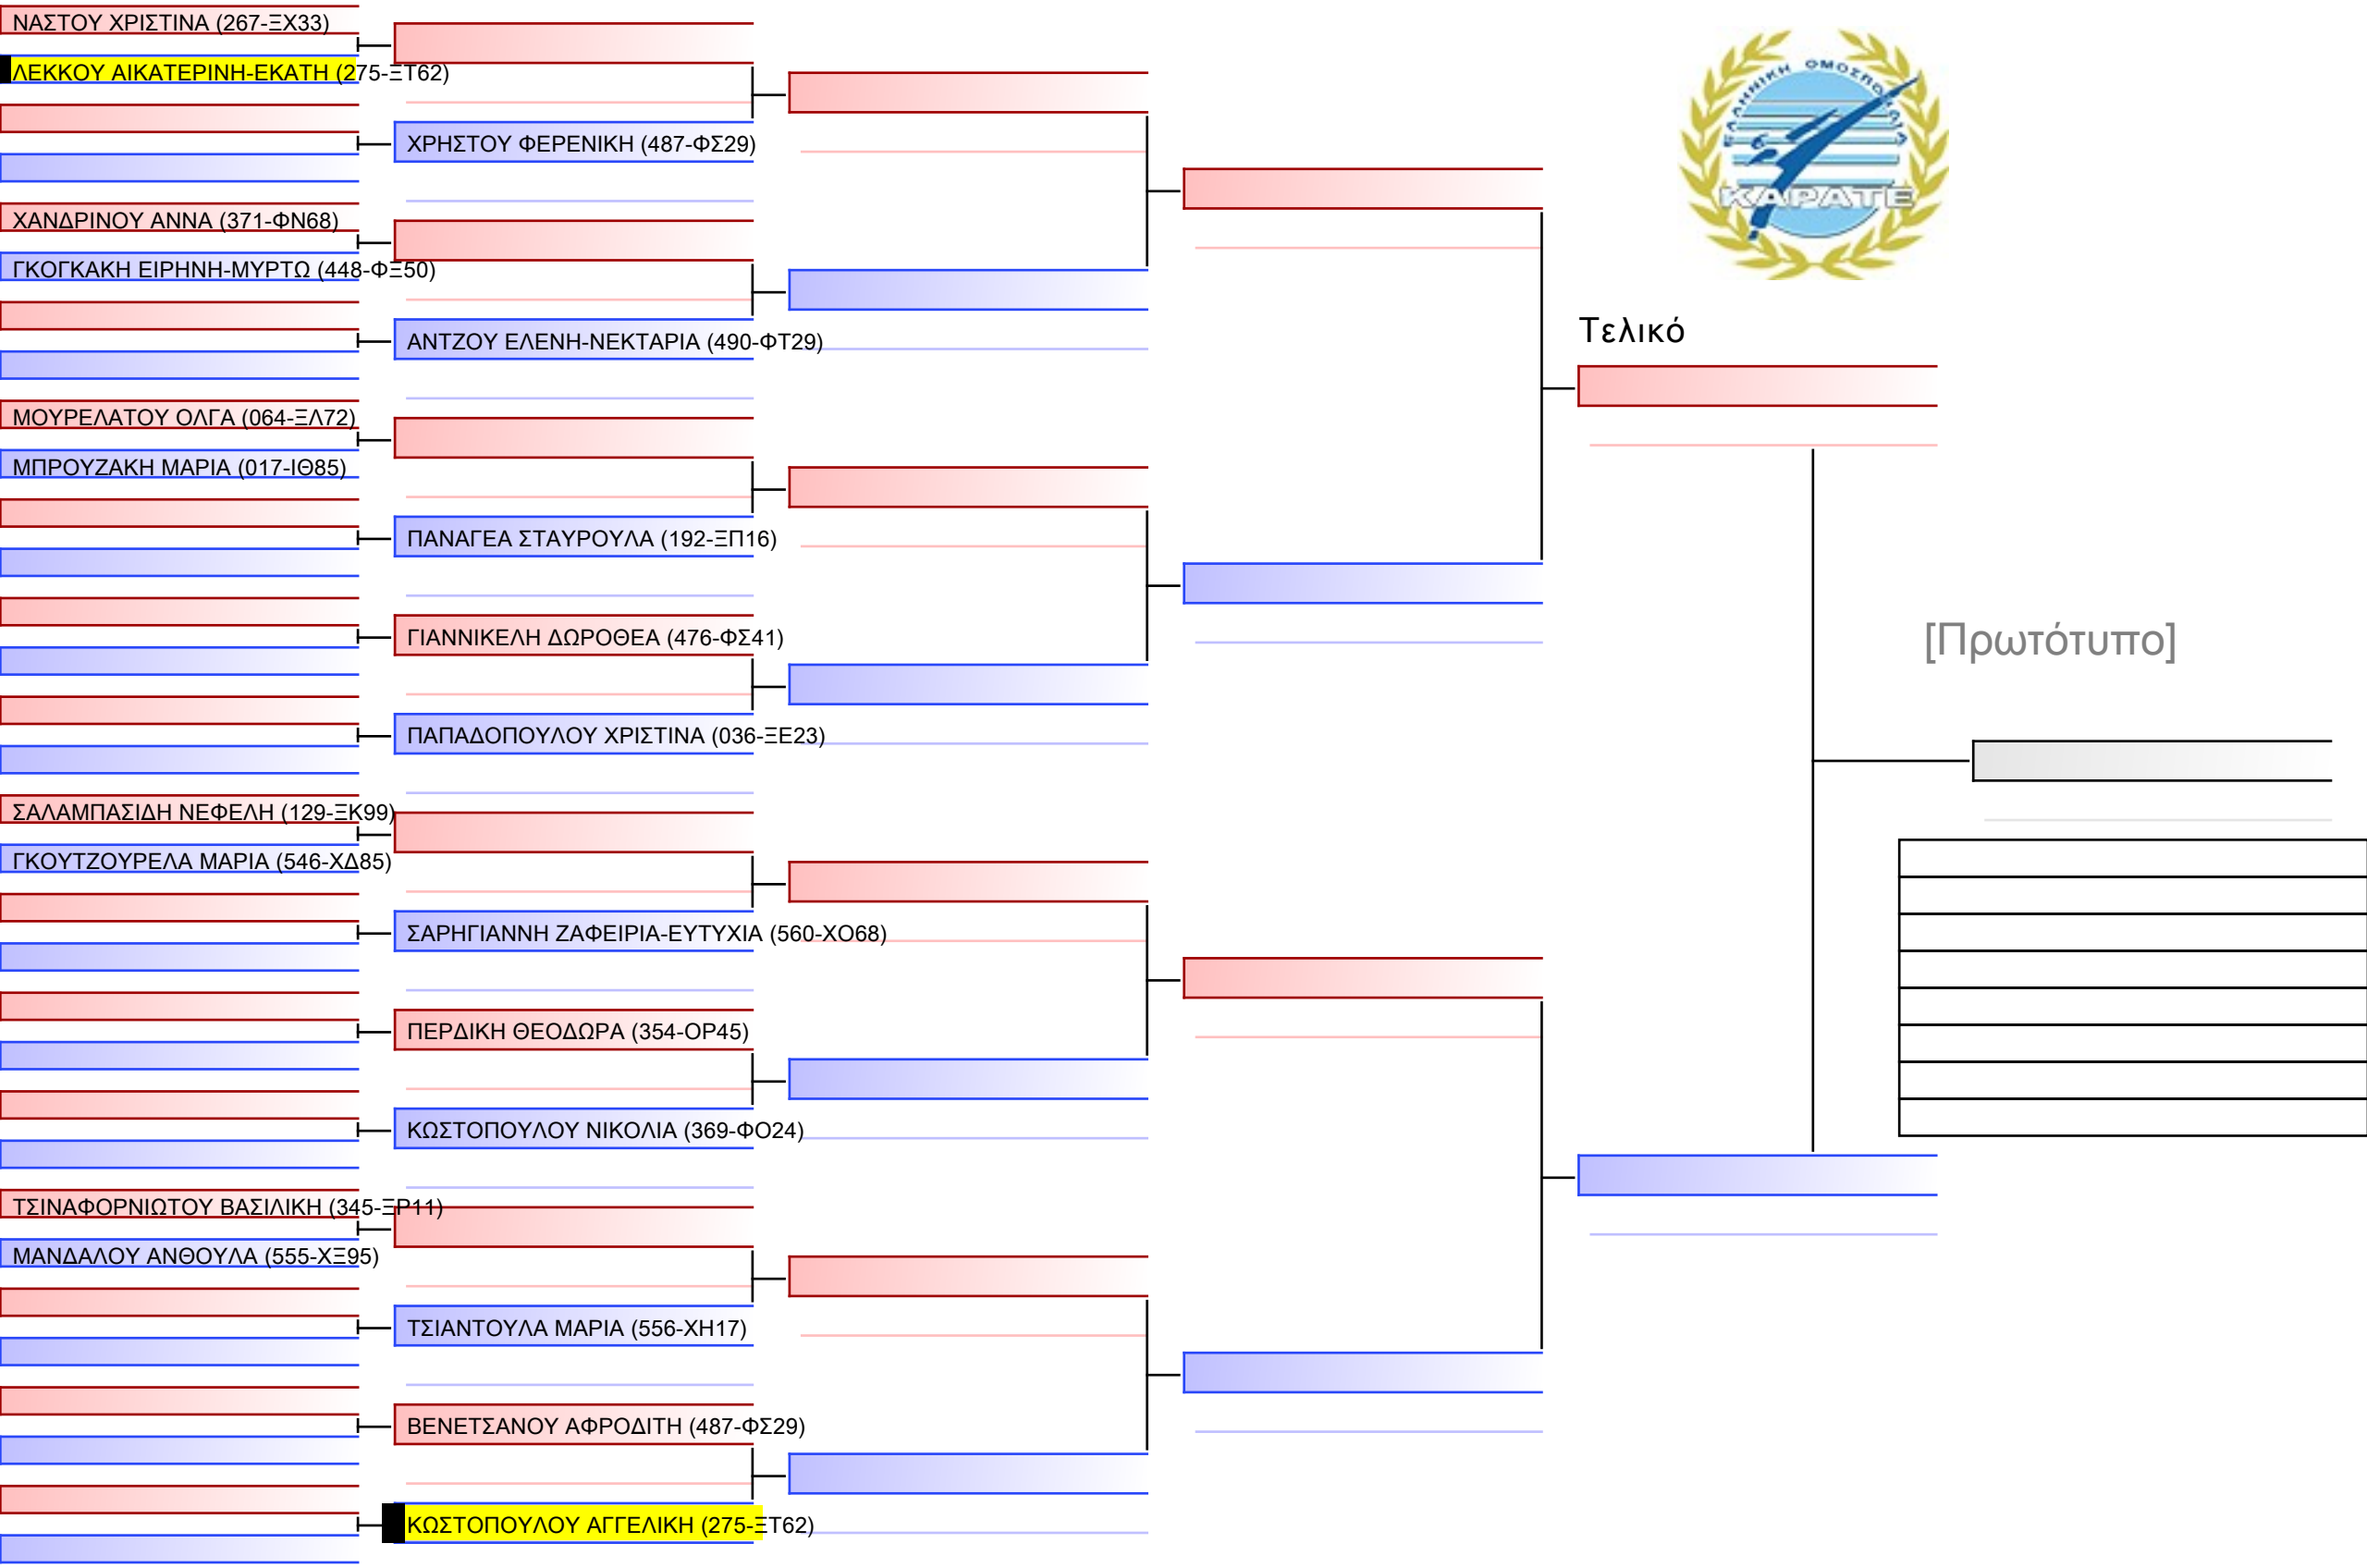 ΝΑΣΤΟΥ ΧΡΙΣΤΙΝΑ (267-ΞΧ33)
ΛΕΚΚΟΥ ΑΙΚΑΤΕΡΙΝΗ-ΕΚΑΤΗ (275-ΞΤ62)
ΧΡΗΣΤΟΥ ΦΕΡΕΝΙΚΗ (487-ΦΣ29)
ΧΑΝΔΡΙΝΟΥ ΑΝΝΑ (371-ΦΝ68)
ΓΚΟΓΚΑΚΗ ΕΙΡΗΝΗ-ΜΥΡΤΩ (448-ΦΞ50)
ΑΝΤΖΟΥ ΕΛΕΝΗ-ΝΕΚΤΑΡΙΑ (490-ΦΤ29)
ΜΟΥΡΕΛΑΤΟΥ ΟΛΓΑ (064-ΞΛ72)
ΜΠΡΟΥΖΑΚΗ ΜΑΡΙΑ (017-ΙΘ85)
ΠΑΝΑΓΕΑ ΣΤΑΥΡΟΥΛΑ (192-ΞΠ16)
ΓΙΑΝΝΙΚΕΛΗ ΔΩΡΟΘΕΑ (476-ΦΣ41)
ΠΑΠΑΔΟΠΟΥΛΟΥ ΧΡΙΣΤΙΝΑ (036-ΞΕ23)
ΣΑΛΑΜΠΑΣΙΔΗ ΝΕΦΕΛΗ (129-ΞΚ99)
ΓΚΟΥΤΖΟΥΡΕΛΑ ΜΑΡΙΑ (546-ΧΔ85)
ΣΑΡΗΓΙΑΝΝΗ ΖΑΦΕΙΡΙΑ-ΕΥΤΥΧΙΑ (560-ΧΟ68)
ΠΕΡΔΙΚΗ ΘΕΟΔΩΡΑ (354-ΟΡ45)
ΚΩΣΤΟΠΟΥΛΟΥ ΝΙΚΟΛΙΑ (369-ΦΟ24)
ΤΣΙΝΑΦΟΡΝΙΩΤΟΥ ΒΑΣΙΛΙΚΗ (345-ΞΡ11)
ΜΑΝΔΑΛΟΥ ΑΝΘΟΥΛΑ (555-ΧΞ95)
ΤΣΙΑΝΤΟΥΛΑ ΜΑΡΙΑ (556-ΧΗ17)
ΒΕΝΕΤΣΑΝΟΥ ΑΦΡΟΔΙΤΗ (487-ΦΣ29)
ΚΩΣΤΟΠΟΥΛΟΥ ΑΓΓΕΛΙΚΗ (275-ΞΤ62)
ΕΛΛΗΝΙΚΗ ΟΜΟΣΠΟΝΔΙΑ
ΚΑΡΑΤΕ
Τελικό
[Πρωτότυπο]